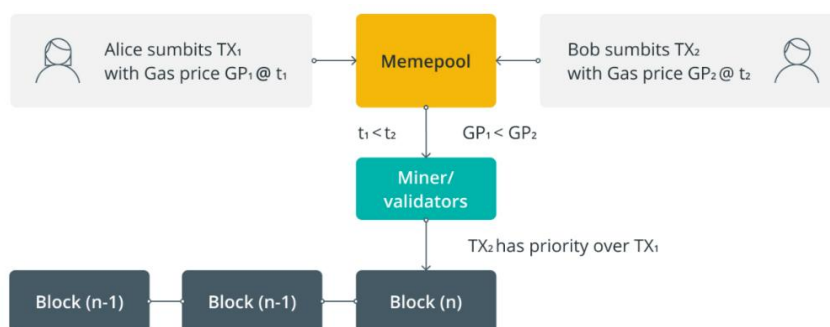 Alice sumbits TX₁
with Gas price GP₁ @ t₁
Memepool
Bob sumbits TX₂
with Gas price GP₂ @ t₂
t₁ < t₂
GP₁ < GP₂
Miner/
validators
TX₂ has priority over TX₁
Block (n-1)
Block (n-1)
Block (n)